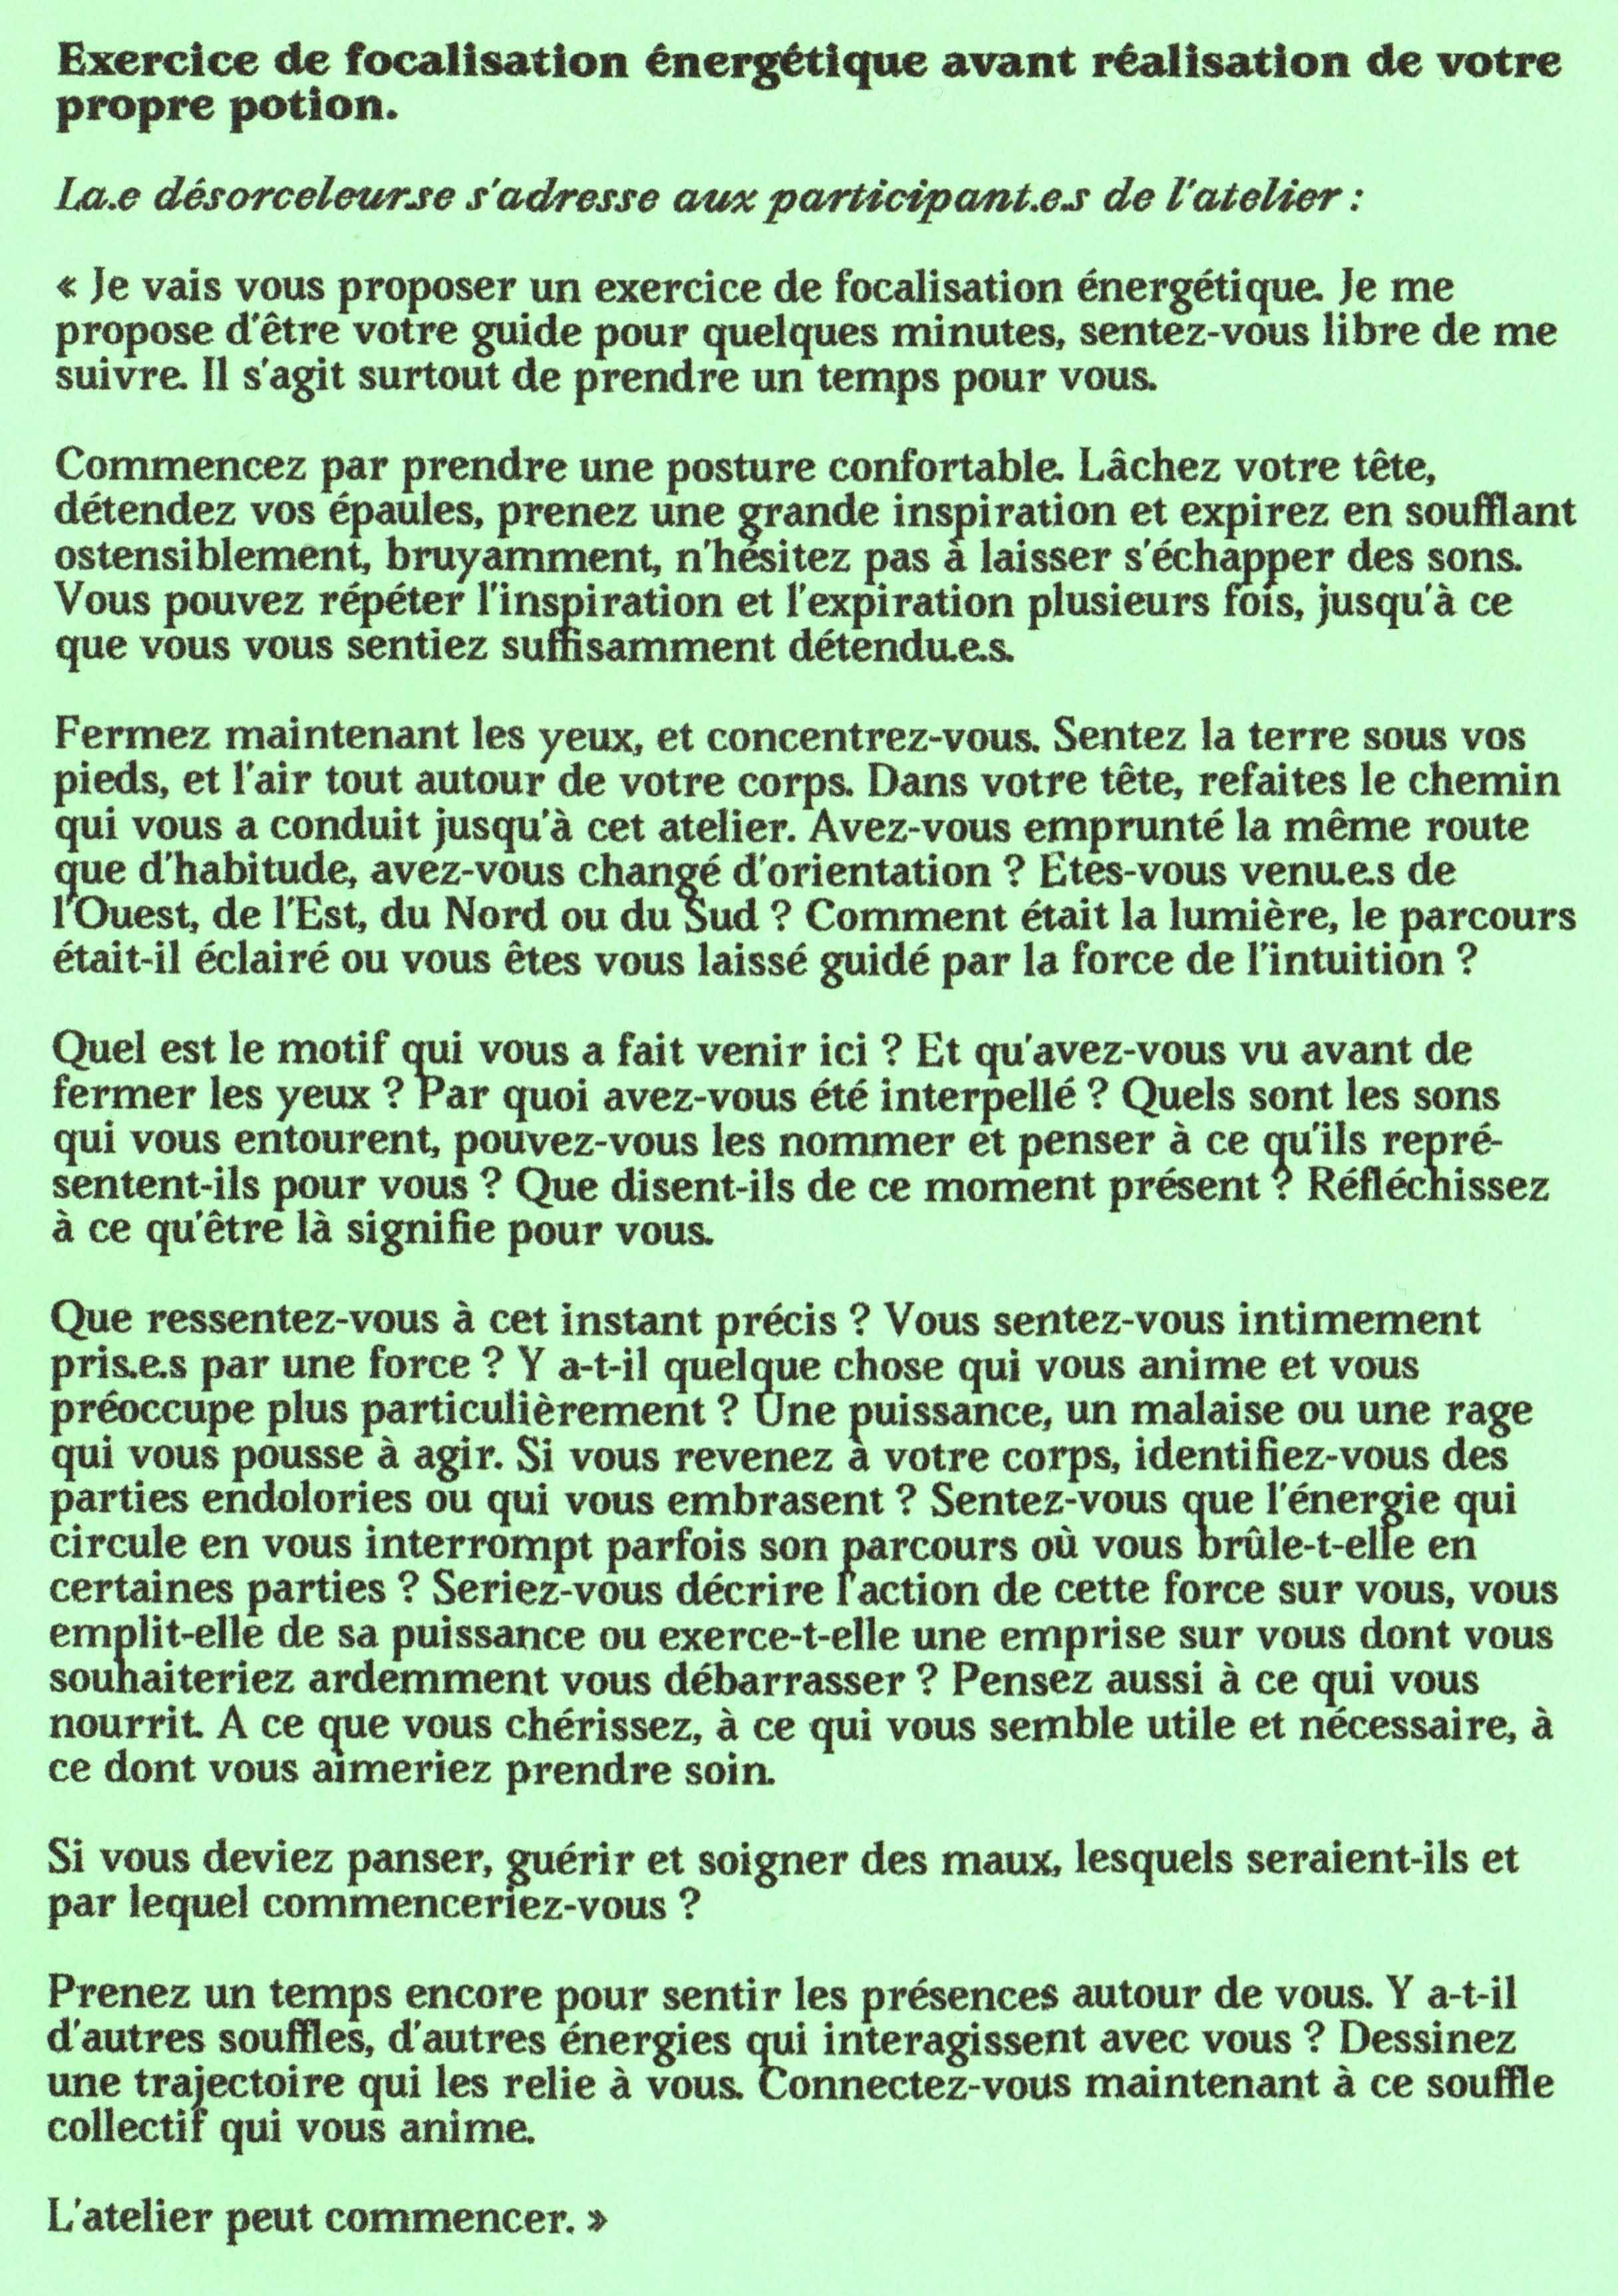 Exercice de focalisation énergétique avant réalisation de votre
propre potion.
La.e désorceleur.se s'adresse aux participant.e.s de l'atelier :
« Je vais vous proposer un exercice de focalisation énergétique. Je me
propose d'être votre guide pour quelques minutes, sentez-vous libre de me
suivre. Il s'agit surtout de prendre un temps pour vous.
Commencez par prendre une posture confortable. Lâchez votre tête,
détendez vos épaules, prenez une grande inspiration et expirez en soufflant
ostensiblement, bruyamment, n'hésitez pas à laisser s'échapper des sons.
Vous pouvez répéter l'inspiration et l'expiration plusieurs fois, jusqu'à ce
que vous vous sentiez suffisamment détendu.e.s.
Fermez maintenant les yeux, et concentrez-vous. Sentez la terre sous vos
pieds, et l'air tout autour de votre corps. Dans votre tête, refaites le chemin
qui vous a conduit jusqu'à cet atelier. Avez-vous emprunté la même route
que d'habitude, avez-vous changé d'orientation ? Etes-vous venu.e.s de
l'Ouest, de l'Est, du Nord ou du Sud ? Comment était la lumière, le parcours
était-il éclairé ou vous êtes vous laissé guidé par la force de l'intuition ?
Quel est le motif qui vous a fait venir ici ? Et qu'avez-vous vu avant de
fermer les yeux ? Par quoi avez-vous été interpellé ? Quels sont les sons
qui vous entourent, pouvez-vous les nommer et penser à ce qu'ils repré-
sentent-ils pour vous ? Que disent-ils de ce moment présent ? Réfléchissez
à ce qu'être là signifie pour vous.
Que ressentez-vous à cet instant précis ? Vous sentez-vous intimement
pris.e.s par une force ? Y a-t-il quelque chose qui vous anime et vous
préoccupe plus particulièrement ? Une puissance, un malaise ou une rage
qui vous pousse à agir. Si vous revenez à votre corps, identifiez-vous des
parties endolories ou qui vous embrasent ? Sentez-vous que l'énergie qui
circule en vous interrompt parfois son parcours où vous brûle-t-elle en
certaines parties ? Seriez-vous décrire l'action de cette force sur vous, vous
emplit-elle de sa puissance ou exerce-t-elle une emprise sur vous dont vous
souhaiteriez ardemment vous débarrasser ? Pensez aussi à ce qui vous
nourrit. A ce que vous chérissez, à ce qui vous semble utile et nécessaire, à
ce dont vous aimeriez prendre soin.
Si vous deviez panser, guérir et soigner des maux, lesquels seraient-ils et
par lequel commenceriez-vous ?
Prenez un temps encore pour sentir les présences autour de vous. Y a-t-il
d'autres souffles, d'autres énergies qui interagissent avec vous ? Dessinez
une trajectoire qui les relie à vous. Connectez-vous maintenant à ce souffle
collectif qui vous anime.
L'atelier peut commencer. »